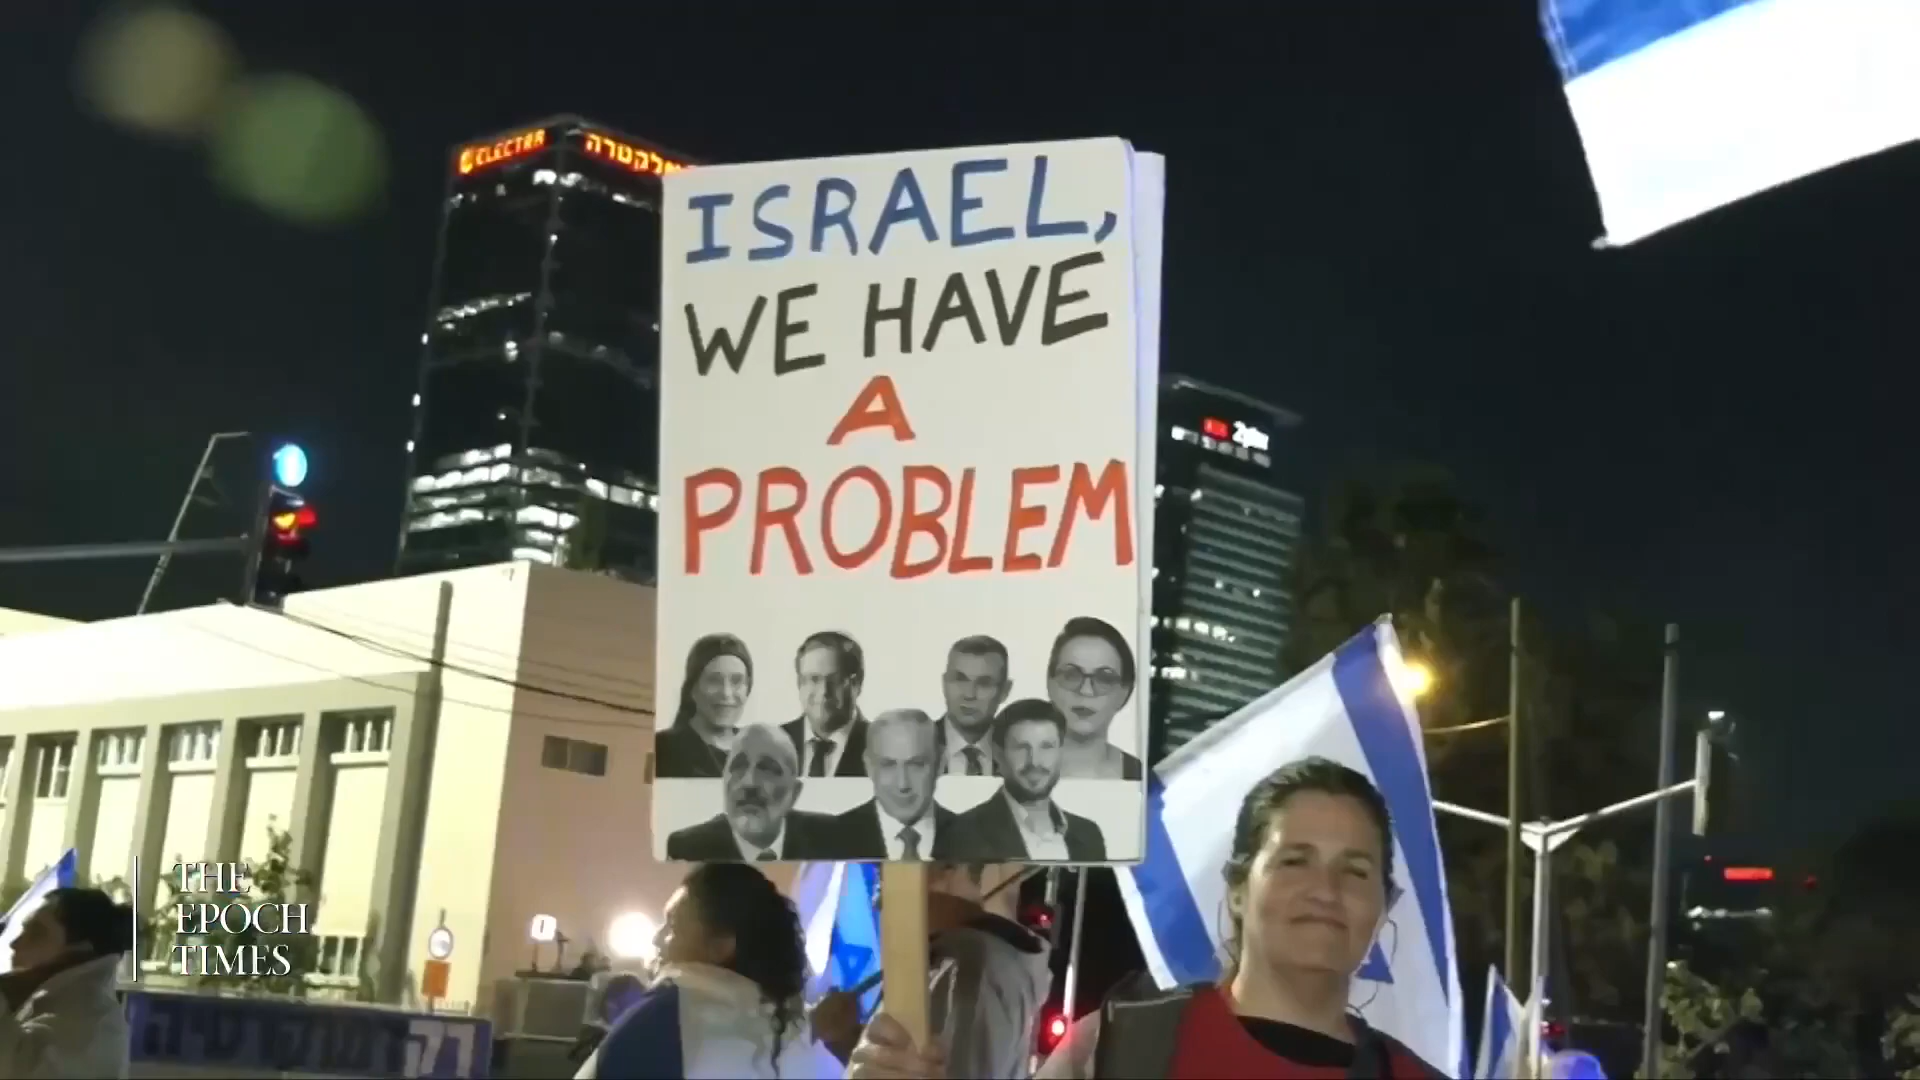 ELECTRA
אלקטרה
ISRAEL,
WE HAVE
A
PROBLEM
THE
EPOCH
TIMES